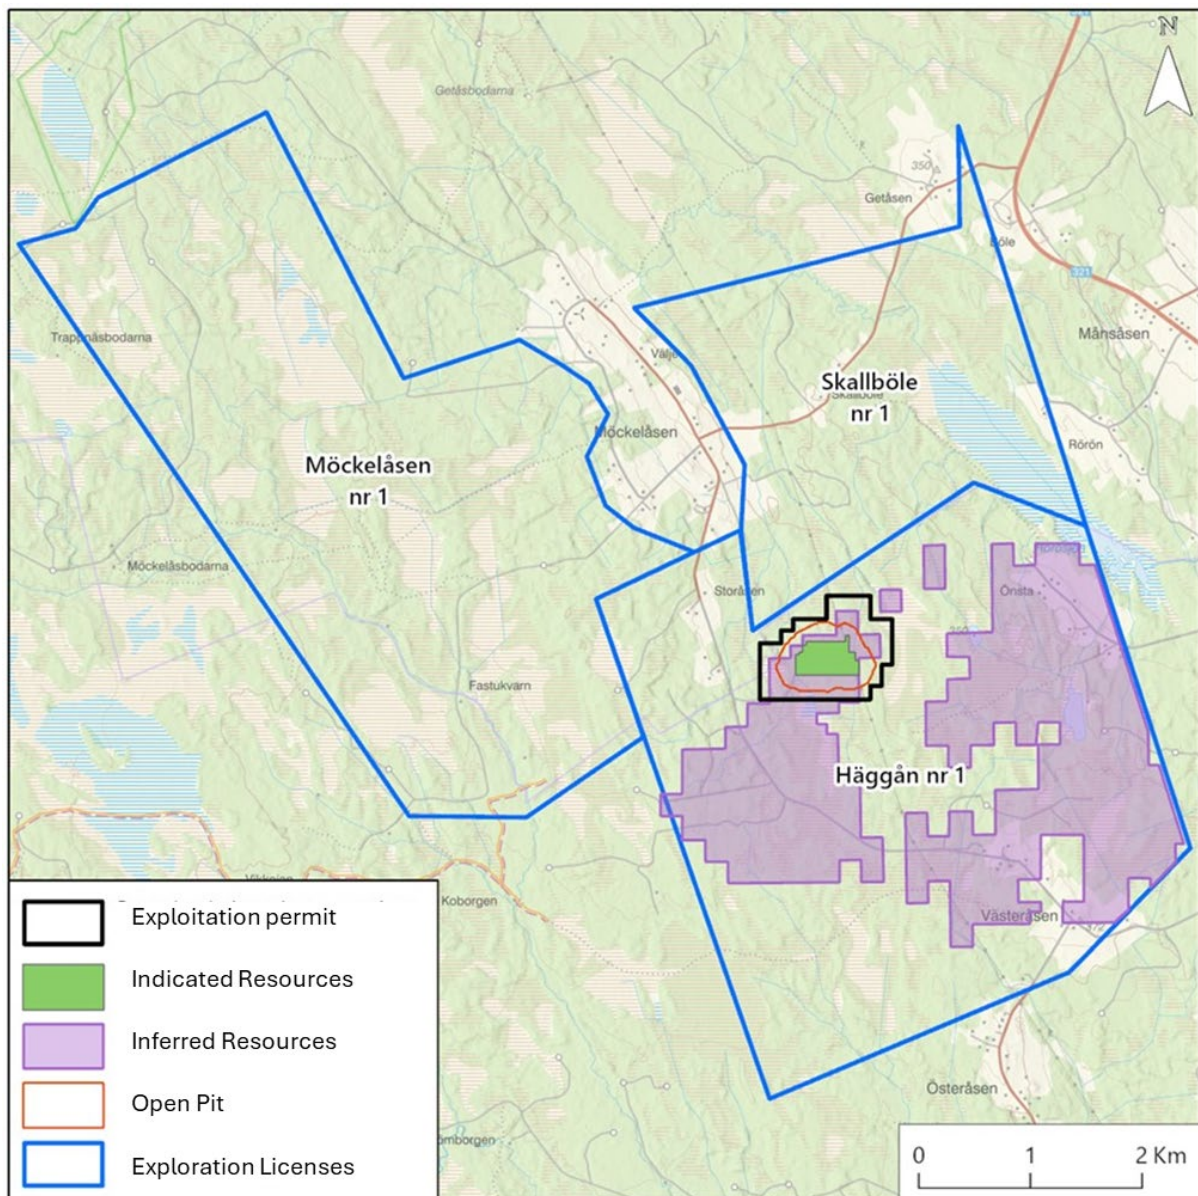 N
Getåsbodarna
350
Getåsen
Böle
321
Månsåsen
Trappnäsbodarna
Välje
Skallböle
nr 1
Skallböle
Rörön
Möckelåsen
Möckelåsen
nr 1
Möckelåsbodarna
Storåsen
Önsta
Fastukvarn
Häggån nr 1
Koborgen
Västeråsen
Österåsen
Exploitation permit
Indicated Resources
Inferred Resources
Open Pit
Exploration Licenses
0 1 2 Km